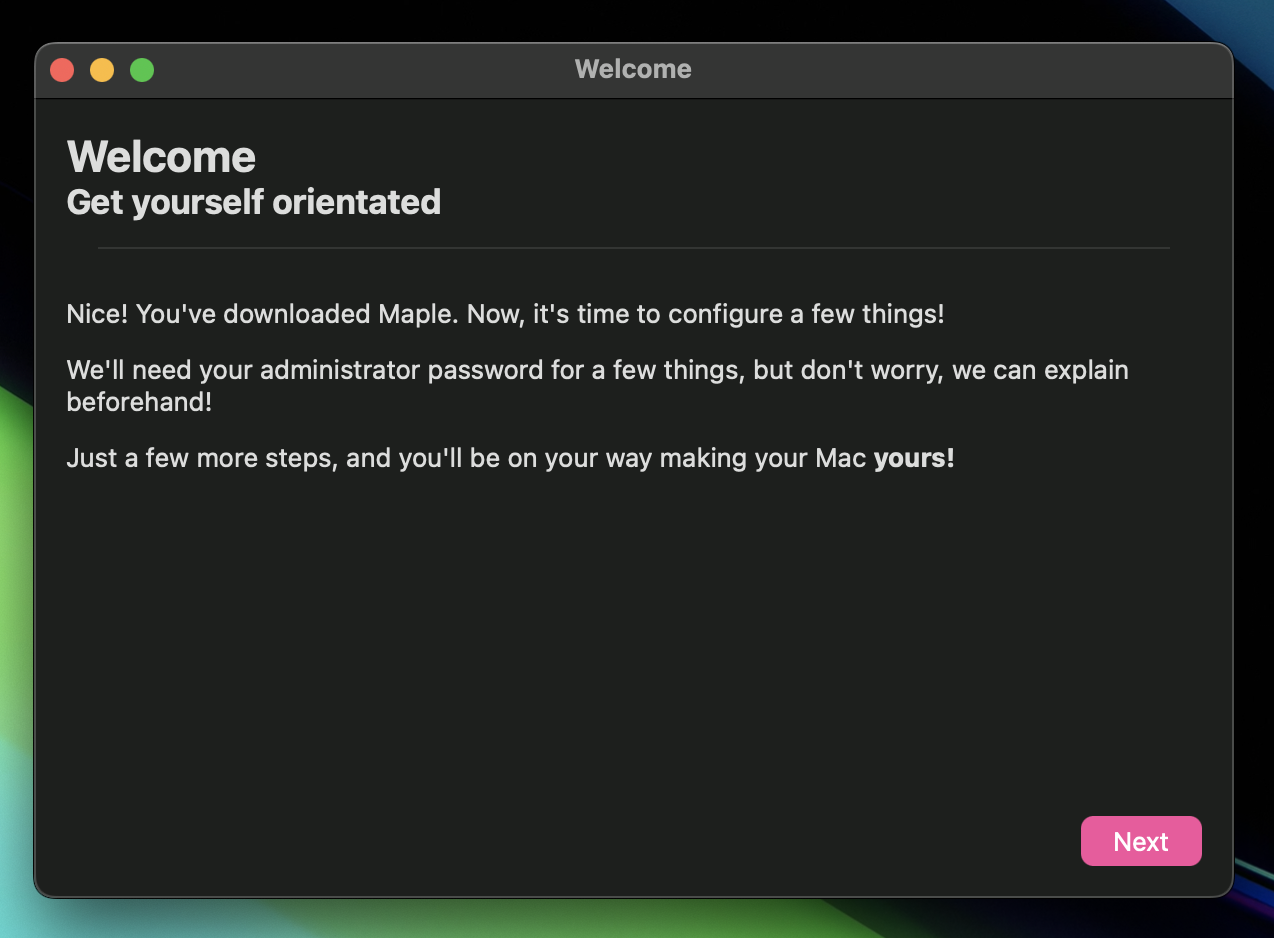 Welcome
Welcome
Get yourself orientated
Nice! You've downloaded Maple. Now, it's time to configure a few things!
We'll need your administrator password for a few things, but don't worry, we can explain
beforehand!
Just a few more steps, and you'll be on your way making your Mac yours!
Next